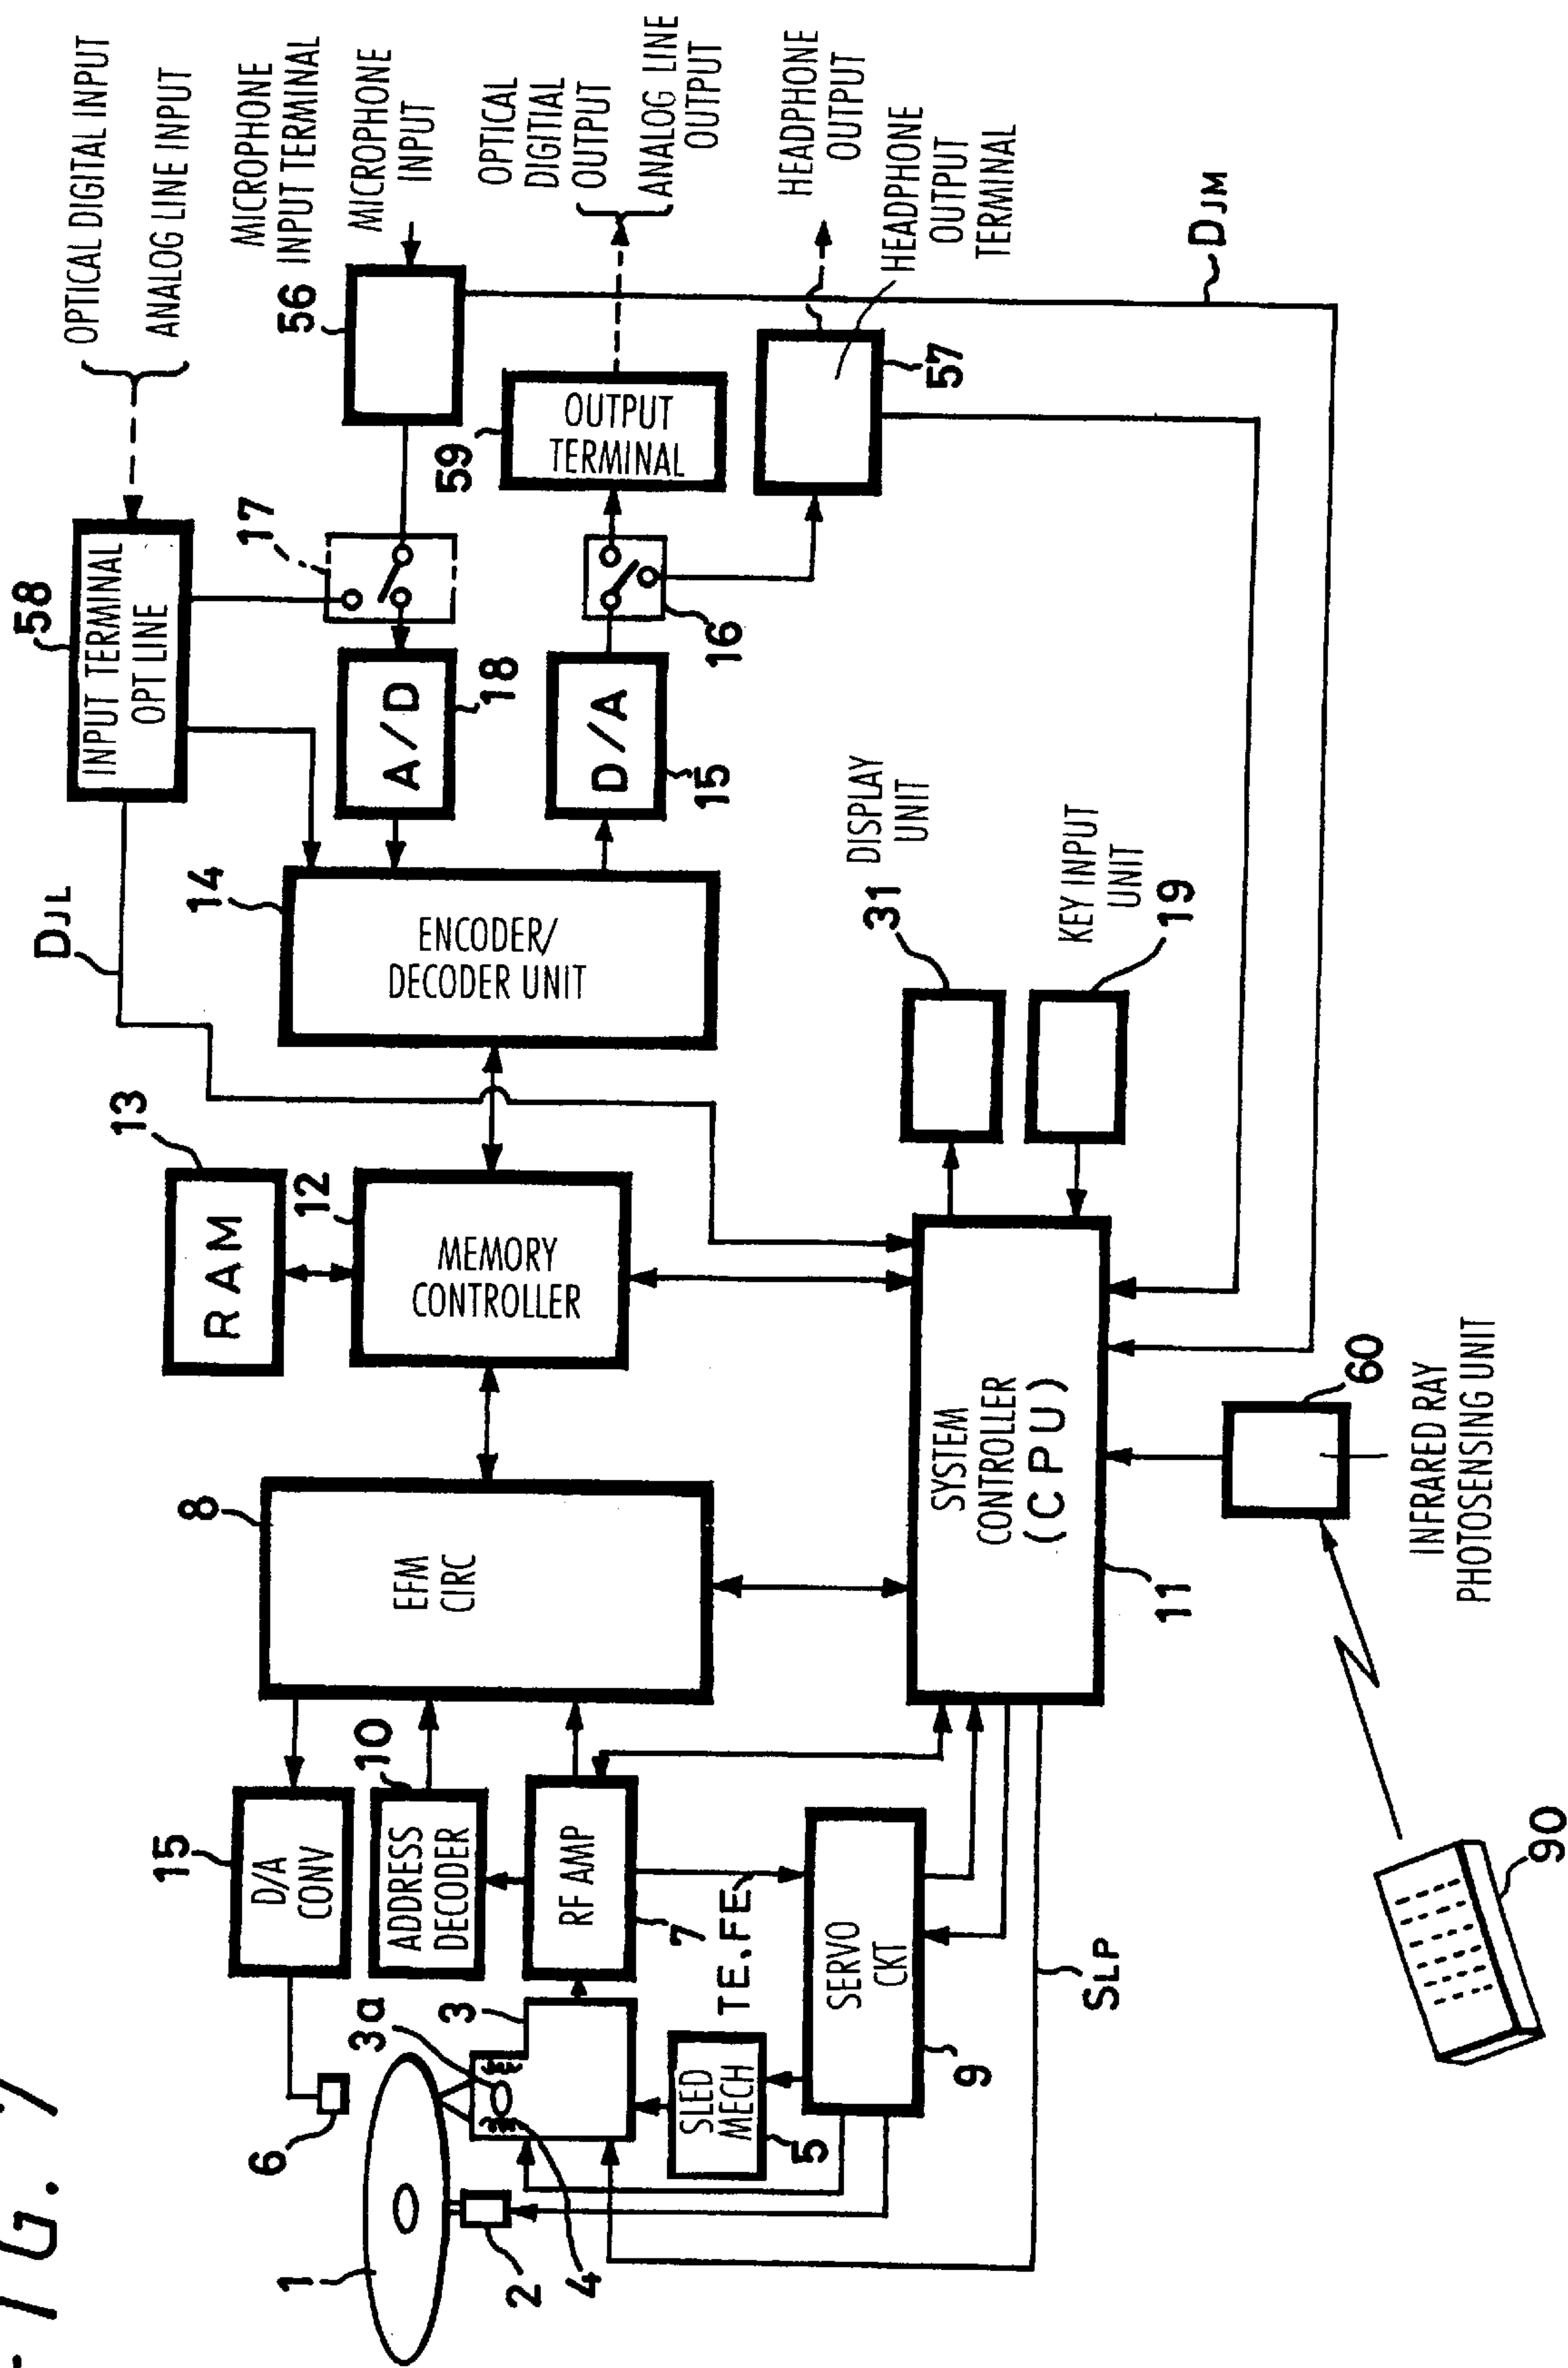 FIG. 7
OPTICAL DIGITAL INPUT
ANALOG LINE INPUT
MICROPHONE
INPUT TERMINAL
MICROPHONE
INPUT
OPTICAL
DIGITIAL
OUTPUT
ANALOG LINE
OUTPUT
HEADPHONE
OUTPUT
HEADPHONE
OUTPUT
TERMINAL
58
INPUT TERMINAL
OPT LINE
17
56
59
OUTPUT
TERMINAL
57
DJM
DJL
14
ENCODER/
DECODER UNIT
A/D
18
D/A
15
16
13
RAM
12
MEMORY
CONTROLLER
DISPLAY
UNIT
31
KEY INPUT
UNIT
19
8
EFM
CIRC
SYSTEM
CONTROLLER
(CPU)
11
60
INFRARED RAY
PHOTOSENSING UNIT
15
D/A
CONV
10
ADDRESS
DECODER
RF AMP
7
TE.FE
SERVO
CKT
9
SLP
3a
3
SLED
MECH
5
6
1
2
4
90